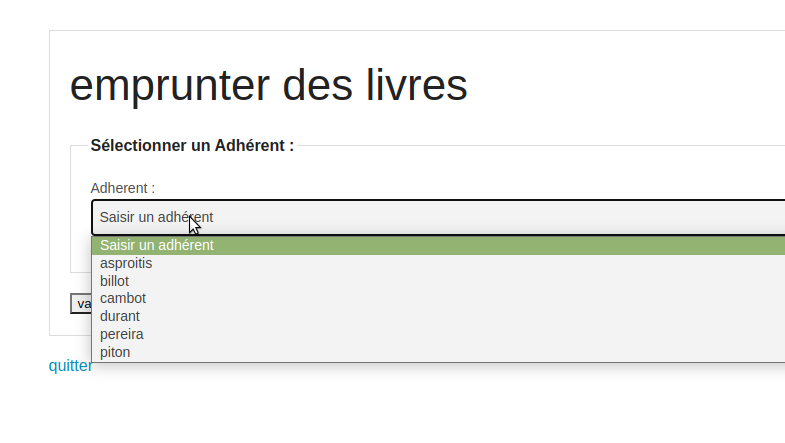 emprunter des livres
Sélectionner un Adhérent :
Adherent :
Saisir un adhérent
Saisir un adhérent
asproitis
billot
cambot
durant
pereira
piton
va
quitter